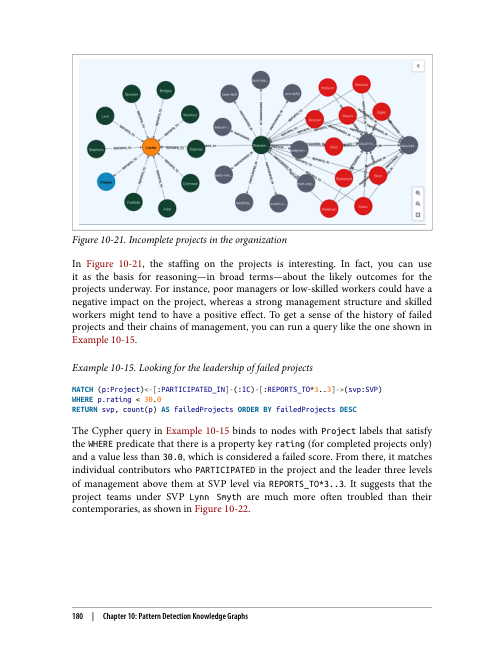 Figure 10-21. Incomplete projects in the organization
In Figure 10-21, the staffing on the projects is interesting. In fact, you can use
it as the basis for reasoning—in broad terms—about the likely outcomes for the
projects underway. For instance, poor managers or low-skilled workers could have a
negative impact on the project, whereas a strong management structure and skilled
workers might tend to have a positive effect. To get a sense of the history of failed
projects and their chains of management, you can run a query like the one shown in
Example 10-15.
Example 10-15. Looking for the leadership of failed projects
MATCH (p:Project)<-[:PARTICIPATED_IN]-(:IC)-[:REPORTS_TO*3..3]->(svp:SVP)
WHERE p.rating < 30.0
RETURN svp, count(p) AS failedProjects ORDER BY failedProjects DESC
The Cypher query in Example 10-15 binds to nodes with Project labels that satisfy
the WHERE predicate that there is a property key rating (for completed projects only)
and a value less than 30.0, which is considered a failed score. From there, it matches
individual contributors who PARTICIPATED in the project and the leader three levels
of management above them at SVP level via REPORTS_TO*3..3. It suggests that the
project teams under SVP Lynn Smyth are much more often troubled than their
contemporaries, as shown in Figure 10-22.
180 | Chapter 10: Pattern Detection Knowledge Graphs